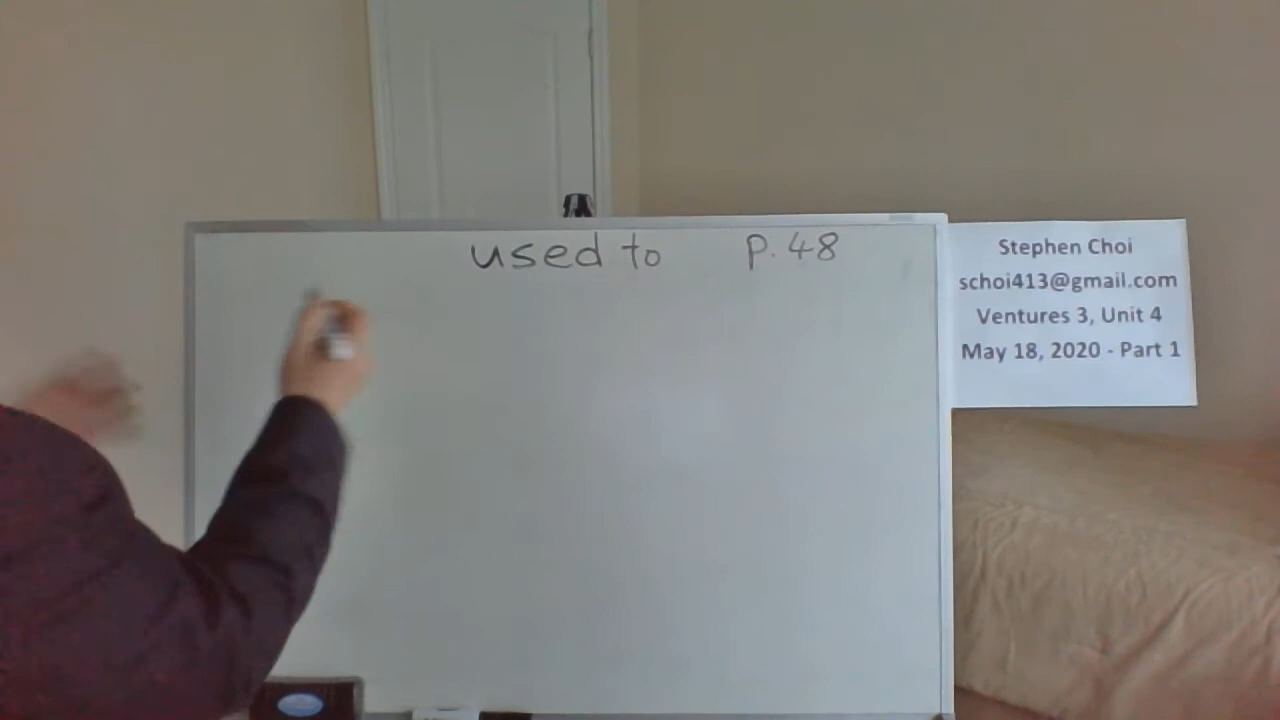 used to p. 48
Stephen Choi
schoi413@gmail.com
Ventures 3, Unit 4
May 18, 2020 - Part 1